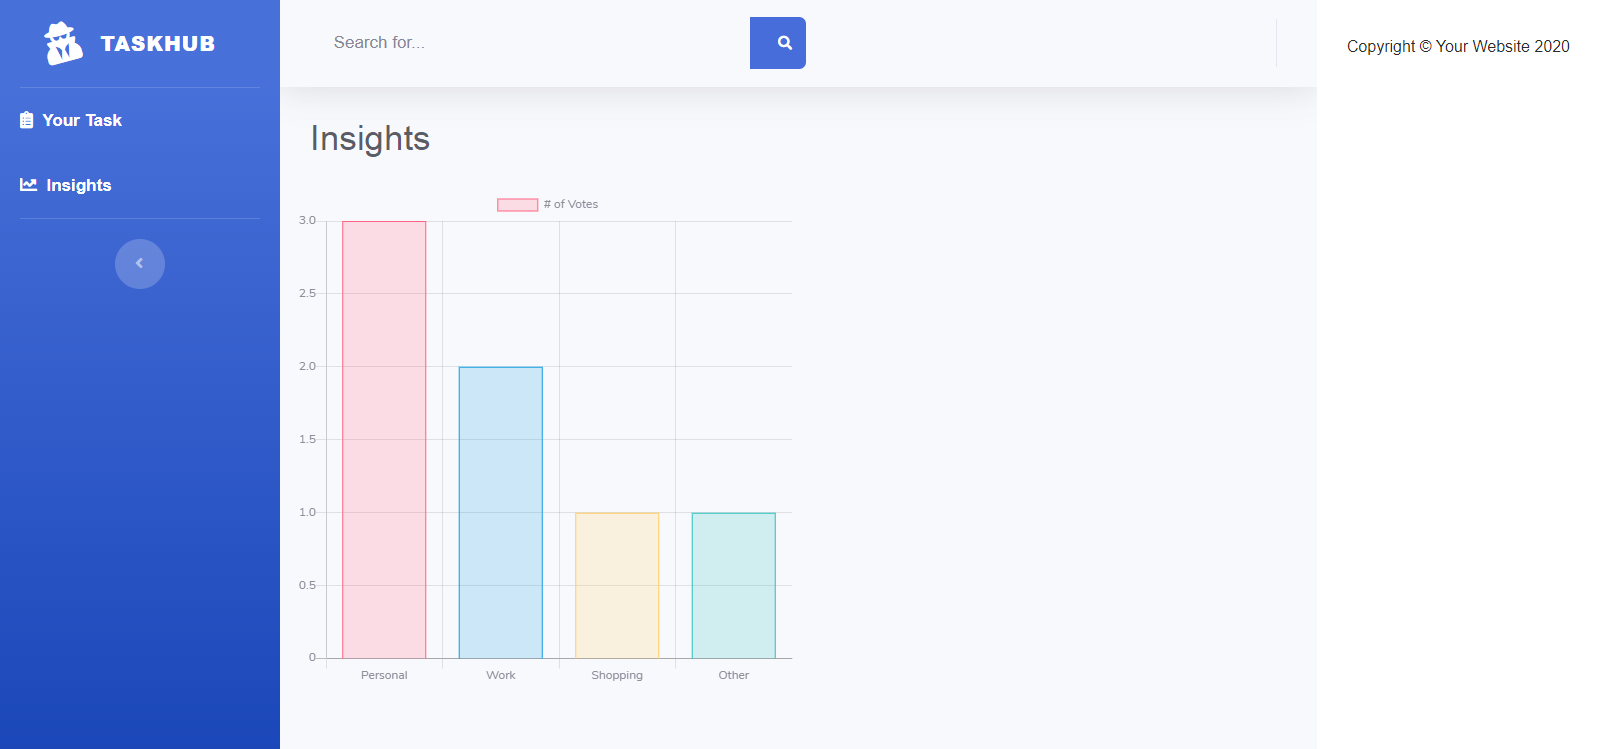 TASKHUB
Your Task
Insights
Search for...
Copyright © Your Website 2020
Insights
# of Votes
3.0
2.5
2.0
1.5
1.0
0.5
0
Personal Work Shopping Other